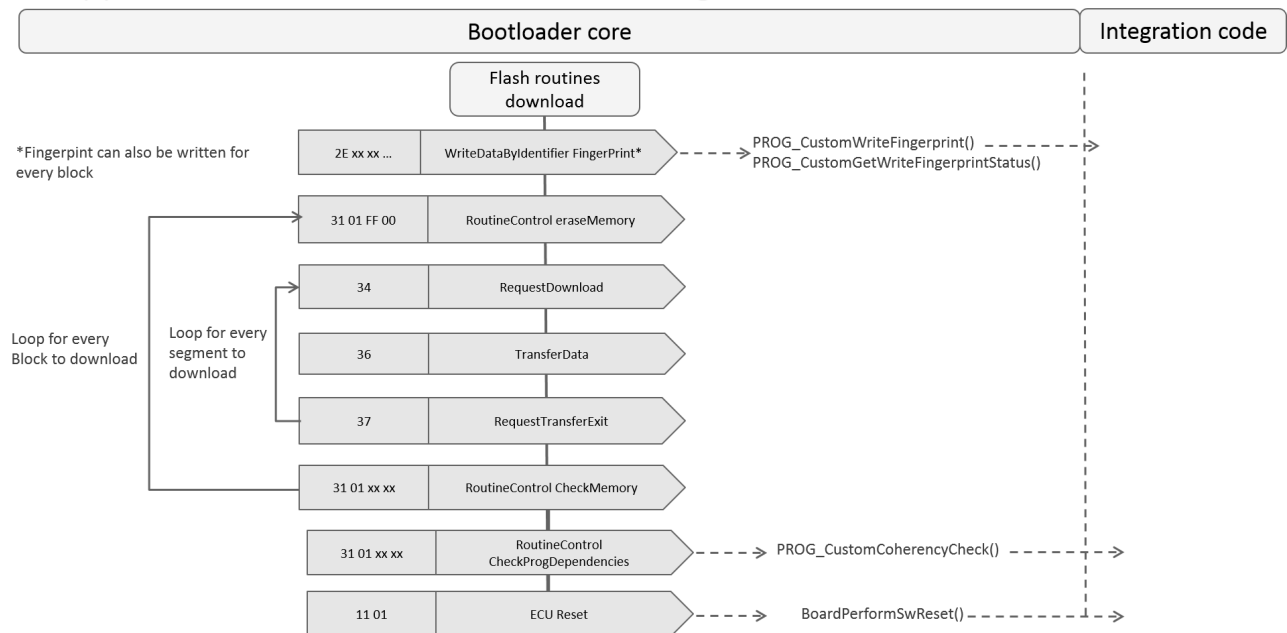 Bootloader core
Integration code
Flash routines
download
*Fingerpint can also be written for
every block
2E xx xx ...
WriteDataByIdentifier FingerPrint*
PROG_CustomWriteFingerprint()
PROG_CustomGetWriteFingerprintStatus()
31 01 FF 00
RoutineControl eraseMemory
34
RequestDownload
Loop for every
Block to download
Loop for every
segment to
download
36
TransferData
37
RequestTransferExit
31 01 xx xx
RoutineControl CheckMemory
31 01 xx xx
RoutineControl
CheckProgDependencies
PROG_CustomCoherencyCheck()
11 01
ECU Reset
BoardPerformSwReset()